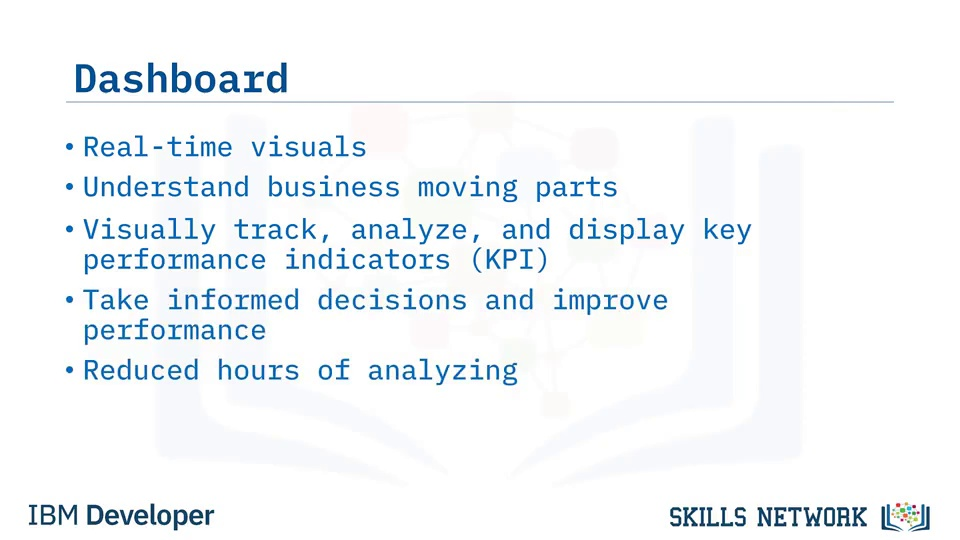 Dashboard
• Real-time visuals
• Understand business moving parts
• Visually track, analyze, and display key
performance indicators (KPI)
• Take informed decisions and improve
performance
• Reduced hours of analyzing
IBM Developer
SKILLS NETWORK